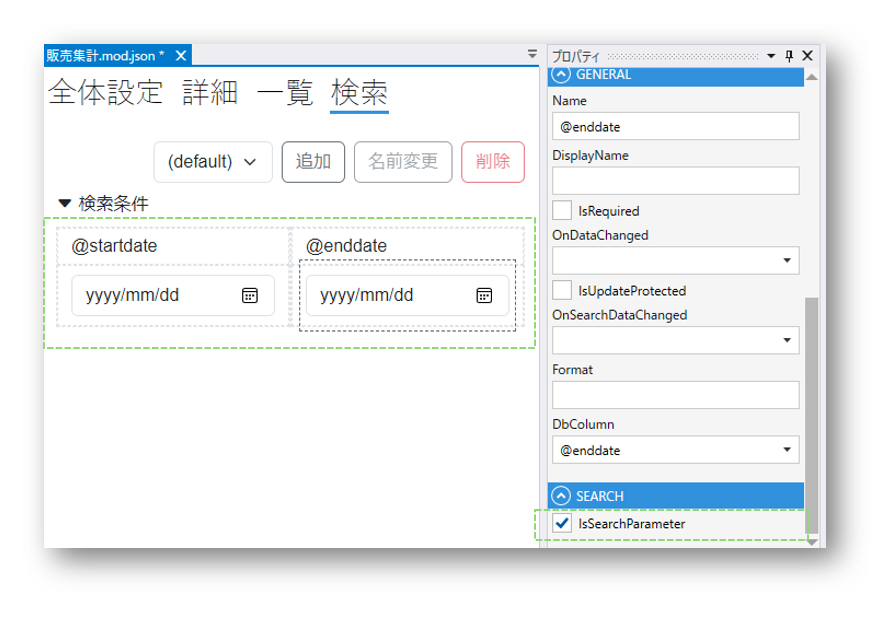 販売集計.mod.json *
全体設定 詳細 一覧 検索
(default) 追加 名前変更 削除
検索条件
@startdate @enddate
yyyy/mm/dd yyyy/mm/dd
プロパティ
GENERAL
Name
@enddate
DisplayName
IsRequired
OnDataChanged
IsUpdateProtected
OnSearchDataChanged
Format
DbColumn
@enddate
SEARCH
IsSearchParameter